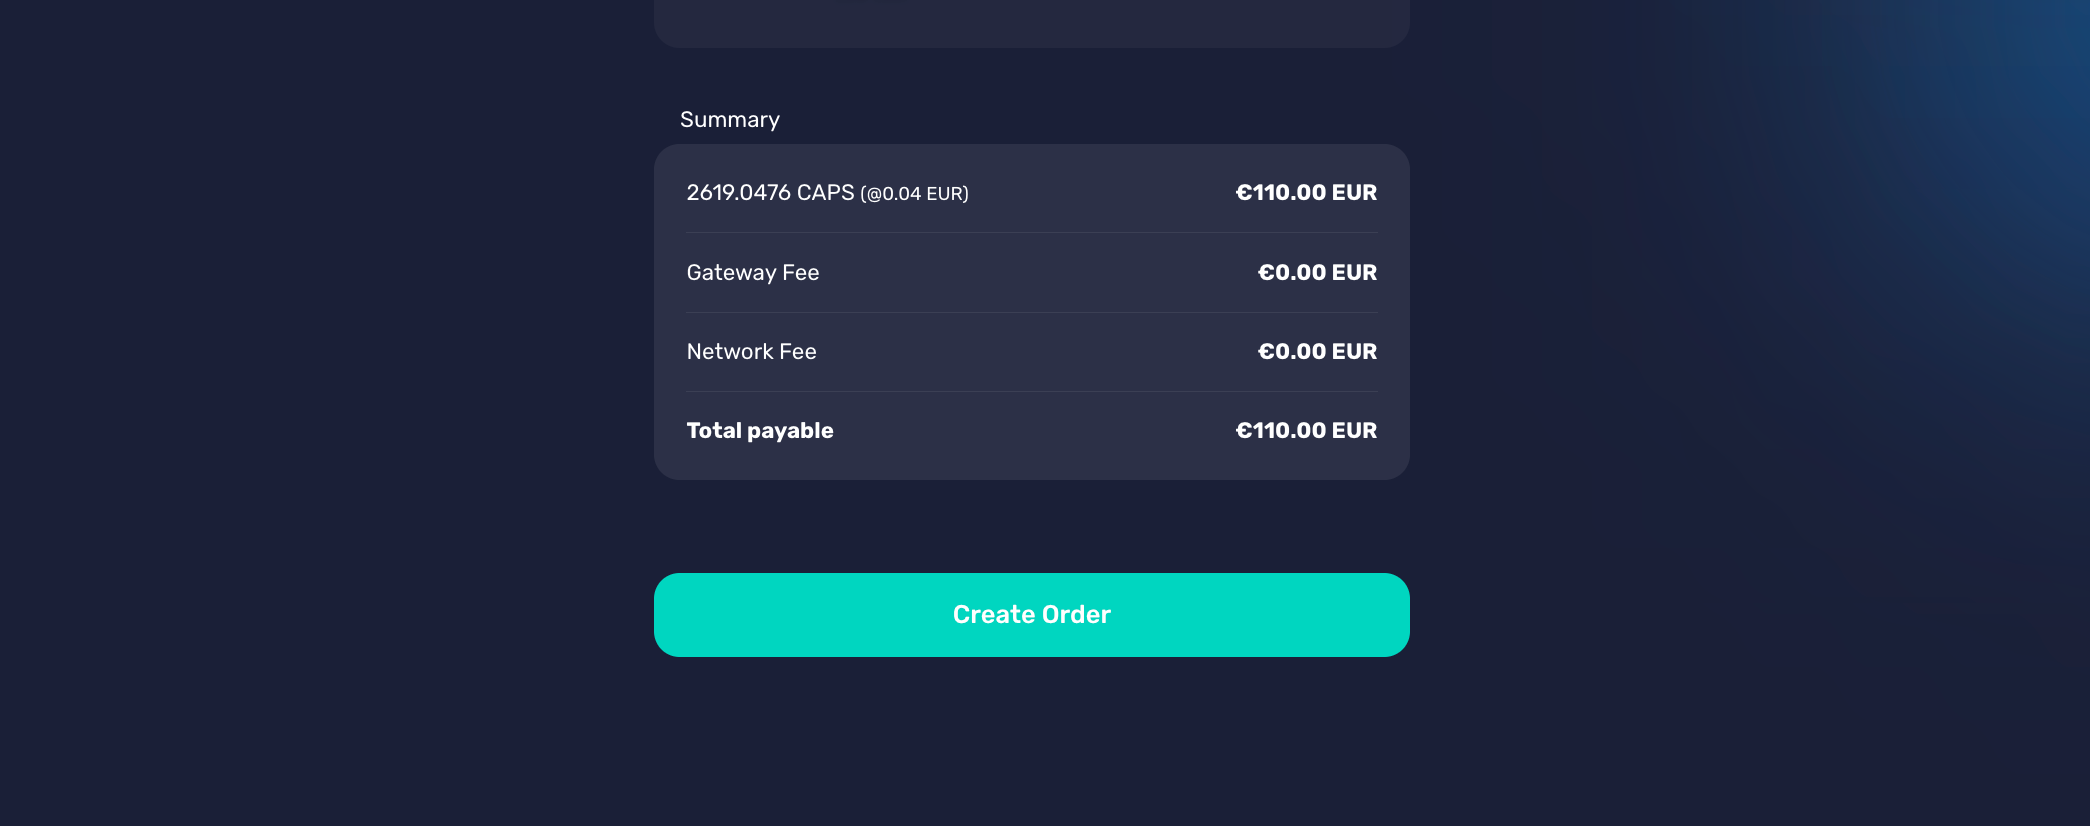 Summary
2619.0476 CAPS (@0.04 EUR) €110.00 EUR
Gateway Fee €0.00 EUR
Network Fee €0.00 EUR
Total payable €110.00 EUR
Create Order